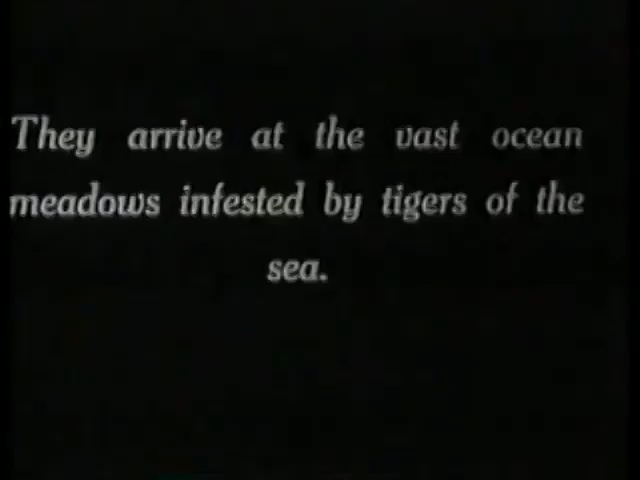 They arrive at the vast ocean
meadows infested by tigers of the
sea.